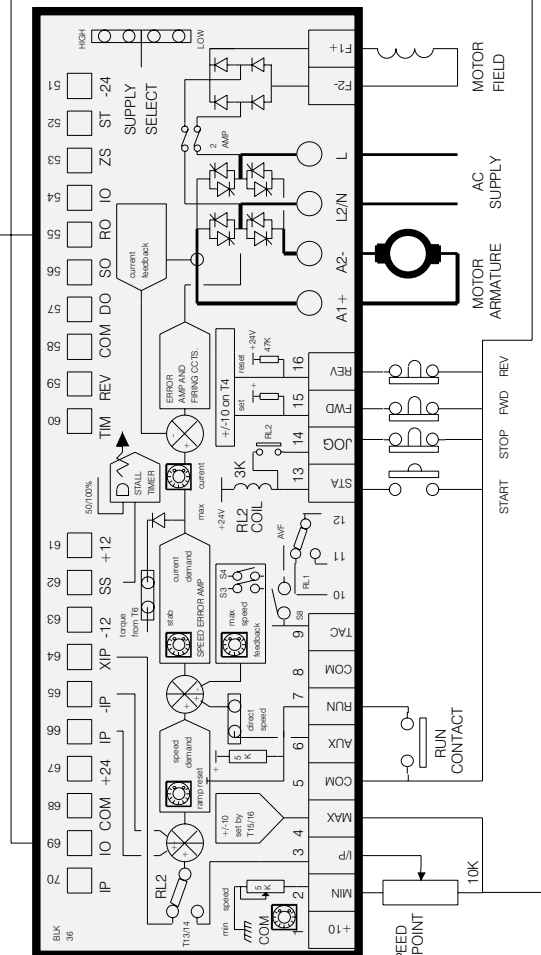 HIGH
LOW
SUPPLY
SELECT
51 -24
52 ST
53 ZS
54 IO
55 RO
56 SO
57 DO
58 COM
59 REV
60 TIM
61 +12
62 SS
63 -12
64 XIP
65 -IP
66 IP
67 +24
68 COM
69 IO
70 IP
BLK
36
2
AMP
current
feedback
ERROR
AMP AND
FIRING CCTS.
+/-10 on T4
set +
reset +24V
47K
STALL
TIMER
50/100%
max current
torque
from T6
current
demand
stab
SPEED ERROR AMP
S3 S4
max
speed
feedback
direct
speed
speed
demand
ramp reset
+
5
K
+/-10
set by
T15/16
RL2
T13/14
min speed
5
K
COM
+24V
3K
RL2
COIL
RL2
AVF
S8
RL1
F1+
F2-
L
L2/N
A2-
A1+
16 REV
15 FWD
14 JOG
13 STA
12
11
10
9 TAC
8 COM
7 RUN
6 AUX
5 COM
4 MAX
3 I/P
2 MIN
1 +10
MOTOR
FIELD
AC
SUPPLY
MOTOR
ARMATURE
REV
FWD
STOP
START
RUN
CONTACT
10K
PEED
POINT